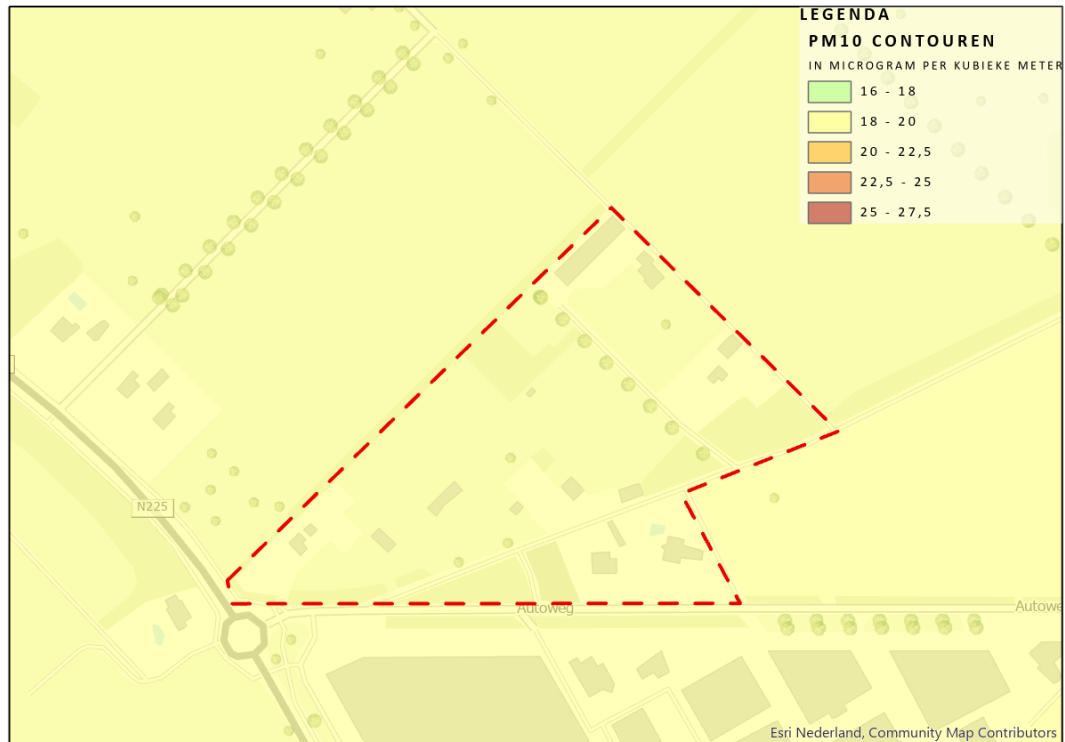 LEGENDA
PM10 CONTOUREN
IN MICROGRAM PER KUBIEKE METER
16 - 18
18 - 20
20 - 22,5
22,5 - 25
25 - 27,5
N225
Autoweg
Autowe
Esri Nederland, Community Map Contributors